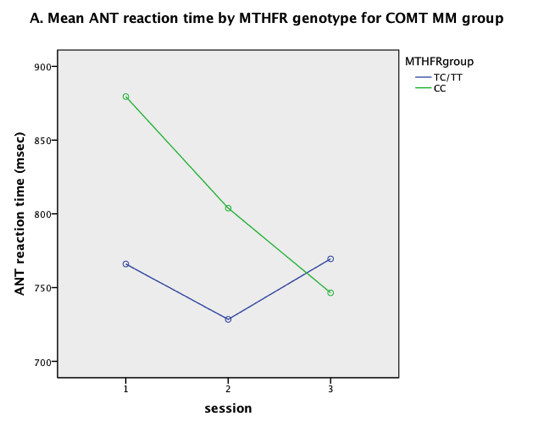 A. Mean ANT reaction time by MTHFR genotype for COMT MM group
MTHFRgroup
TC/TT
CC
ANT reaction time (msec)
900
850
800
750
700
1 2 3
session